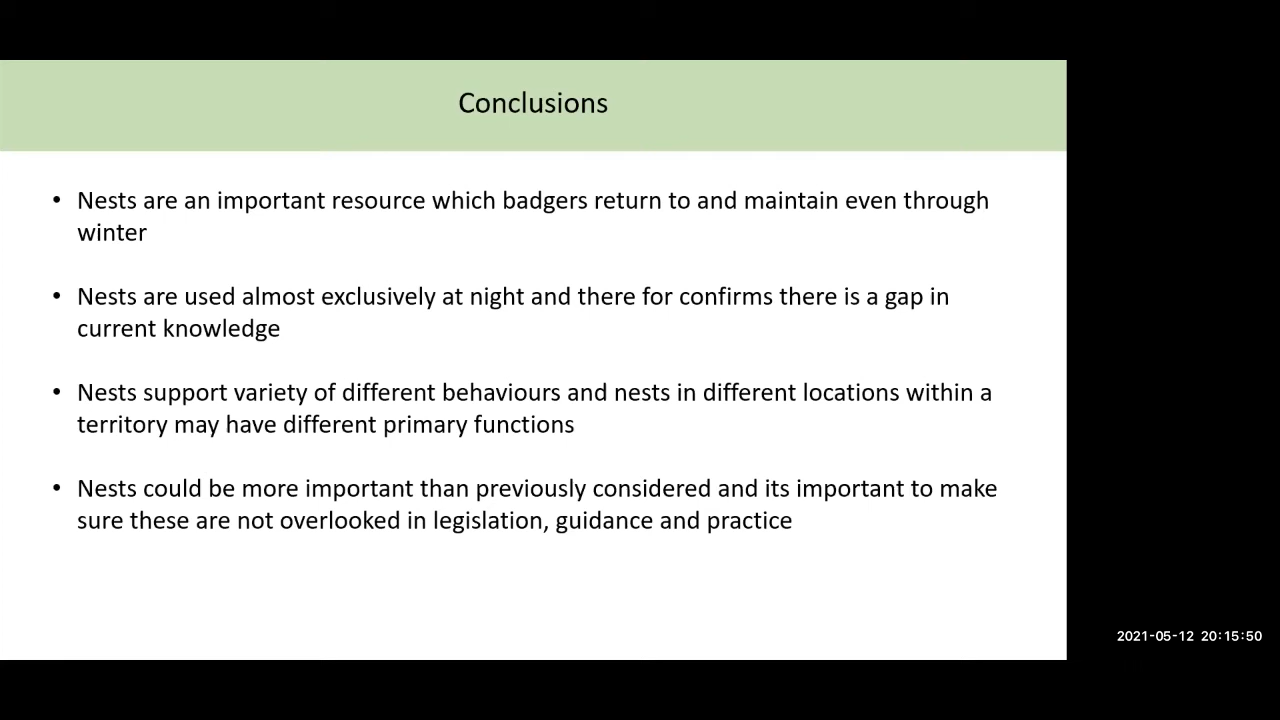 Conclusions
• Nests are an important resource which badgers return to and maintain even through
winter
• Nests are used almost exclusively at night and there for confirms there is a gap in
current knowledge
• Nests support variety of different behaviours and nests in different locations within a
territory may have different primary functions
• Nests could be more important than previously considered and its important to make
sure these are not overlooked in legislation, guidance and practice
2021-05-12 20:15:50